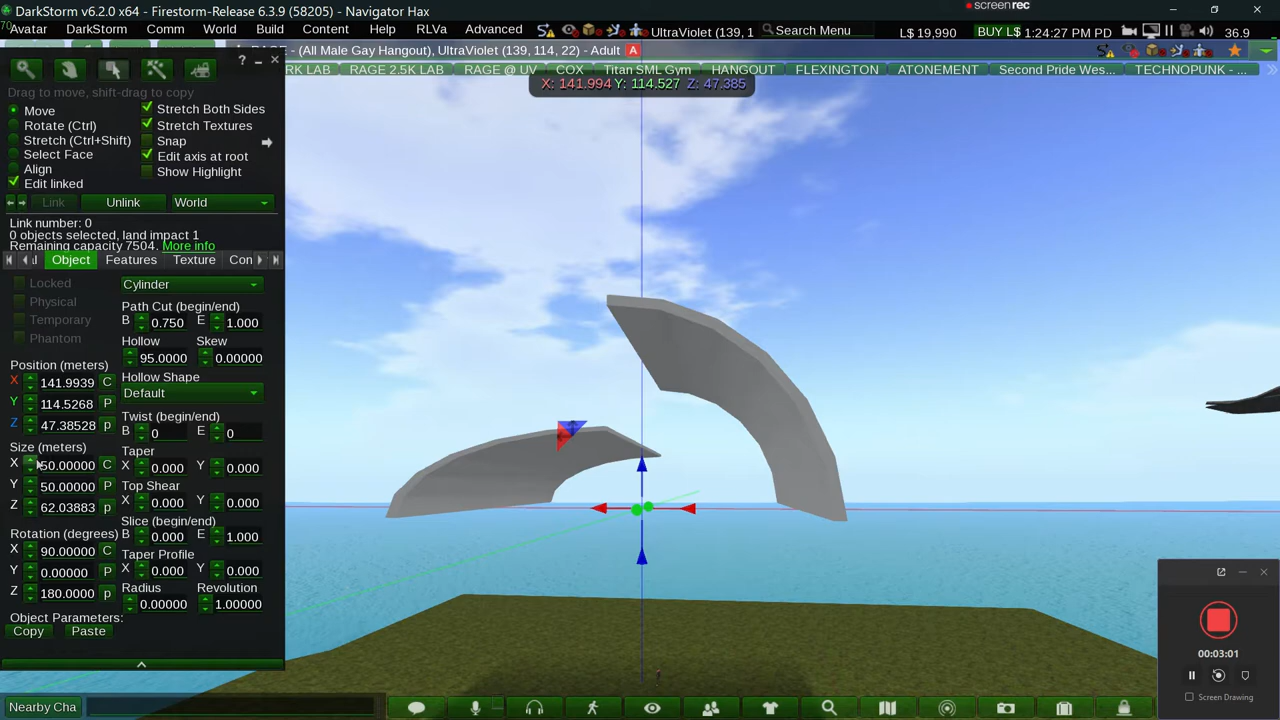 DarkStorm v6.2.0 x64 - Firestorm-Release 6.3.9 (58205) - Navigator Hax
screenrec
70
Avatar DarkStorm Comm World Build Content Help RLVa Advanced UltraViolet (139, 1 Search Menu L$ 19,990 BUY L$ 1:24:27 PM PD 36.9
RAGE - (All Male Gay Hangout), UltraViolet (139, 114, 22) - Adult A
RK LAB RAGE 2.5K LAB RAGE @ UV COX Titan SML Gym HANGOUT FLEXINGTON ATONEMENT Second Pride Wes... TECHNOPUNK - ...
X: 141.994 Y: 114.527 Z: 47.385
Drag to move, shift-drag to copy
Move
Rotate (Ctrl)
Stretch (Ctrl+Shift)
Select Face
Align
Edit linked
Stretch Both Sides
Stretch Textures
Snap
Edit axis at root
Show Highlight
Link Unlink World
Link number: 0
0 objects selected, land impact 1
Remaining capacity 7504. More info
Object Features Texture Con
Locked
Physical
Temporary
Phantom
Position (meters)
X 141.9939 C
Y 114.5268 P
Z 47.38528 p
Size (meters)
X 50.00000 C
Y 50.00000 P
Z 62.03883 p
Rotation (degrees)
X 90.00000 C
Y 0.00000 P
Z 180.0000 p
Object Parameters:
Copy Paste
Cylinder
Path Cut (begin/end)
B 0.750 E 1.000
Hollow Skew
95.0000 0.00000
Hollow Shape
Default
Twist (begin/end)
B 0 E 0
Taper
X 0.000 Y 0.000
Top Shear
X 0.000 Y 0.000
Slice (begin/end)
B 0.000 E 1.000
Taper Profile
X 0.000 Y 0.000
Radius Revolution
0.00000 1.00000
00:03:01
Screen Drawing
Nearby Cha